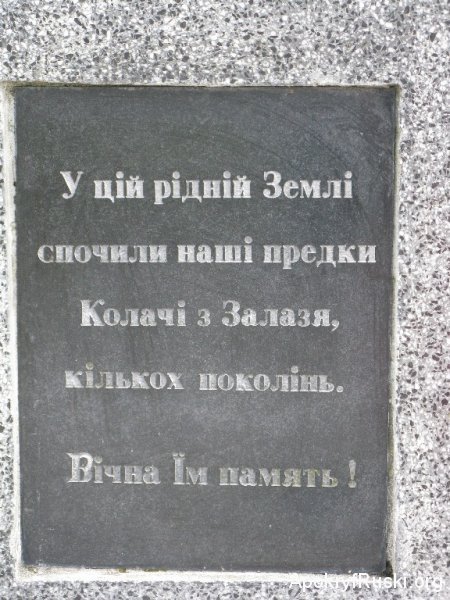 У цій рідній Землі
спочили наші предки
Колачі з Залазя,
кількох поколінь.
Вічна Їм память!
ApokryfRuski.org